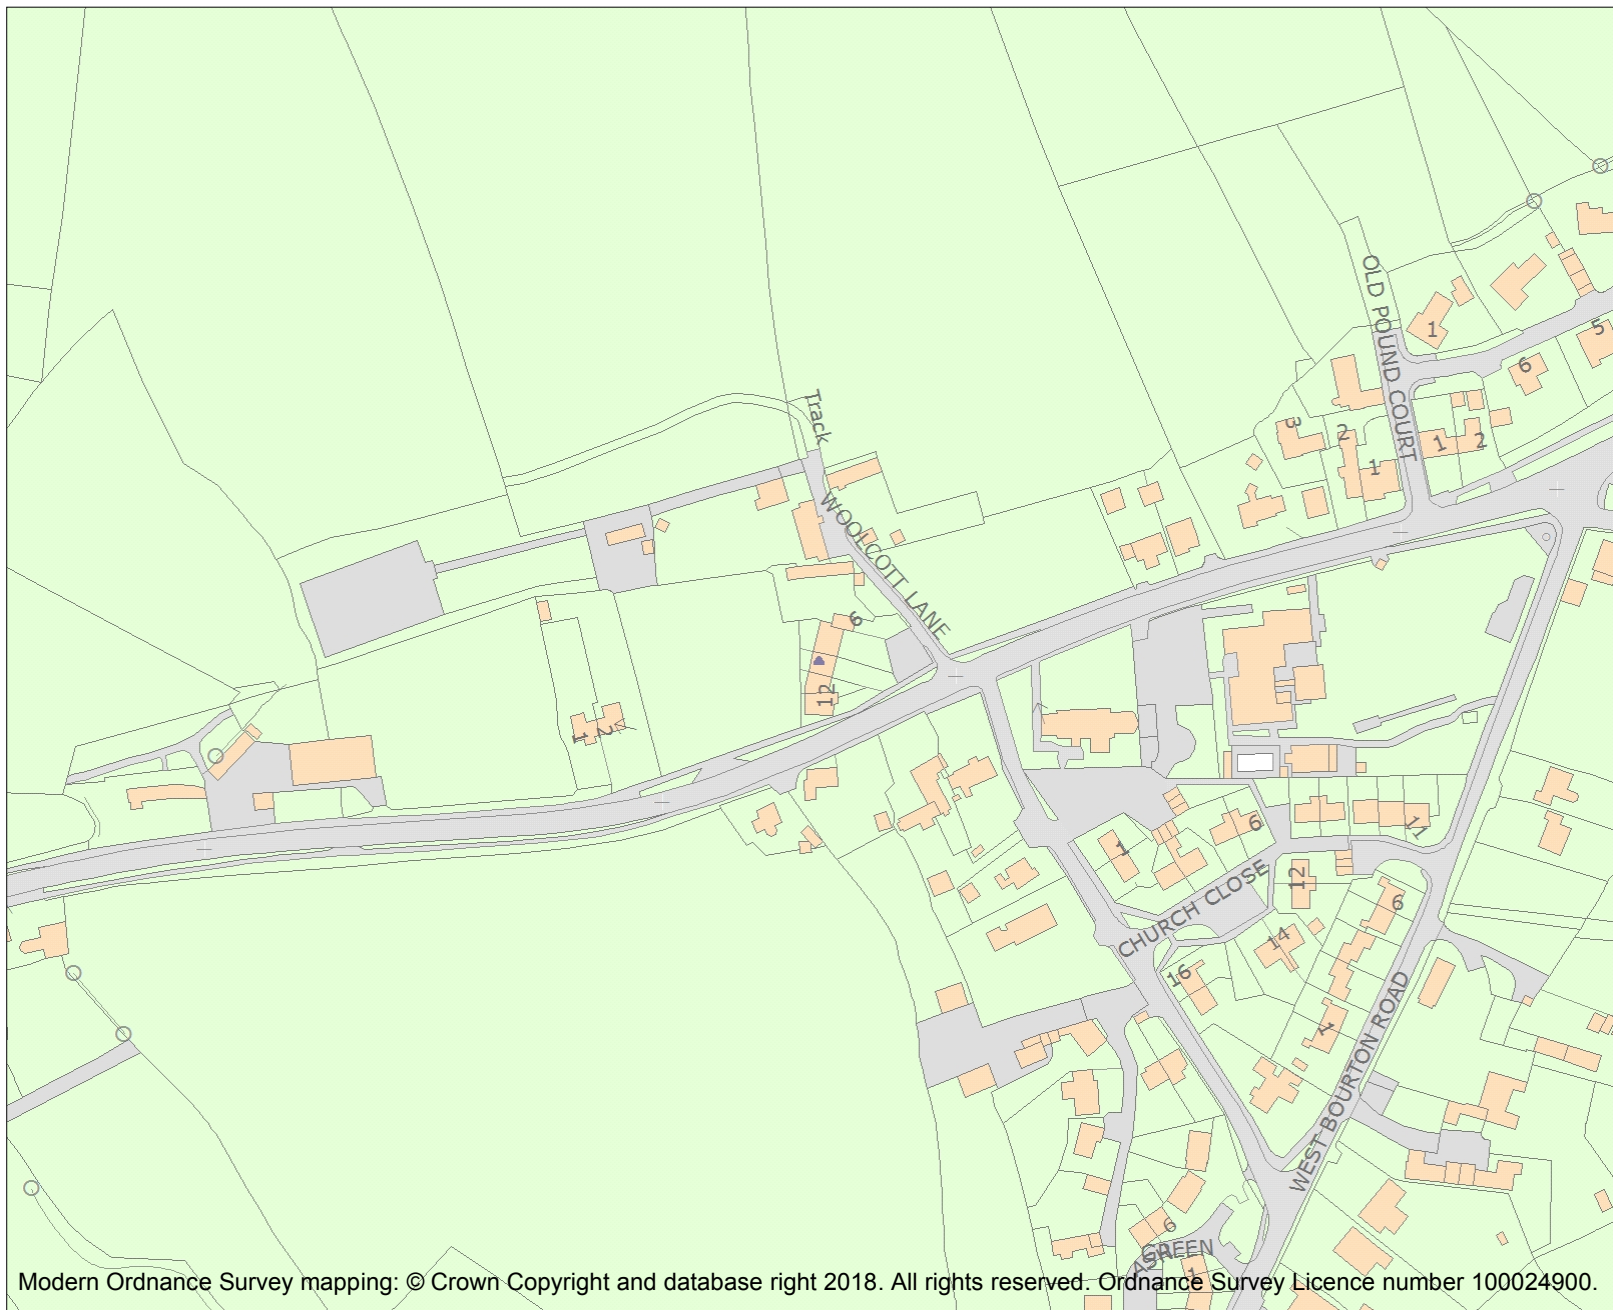 OLD POUND COURT
1
5
6
Track
3
2
1
1
2
WOOLCOTT LANE
6
12
1
2
6
11
1
CHURCH CLOSE
12
6
14
16
1
WEST BOURTON ROAD
6
GREEN
ASH
1
Modern Ordnance Survey mapping: © Crown Copyright and database right 2018. All rights reserved. Ordnance Survey Licence number 100024900.